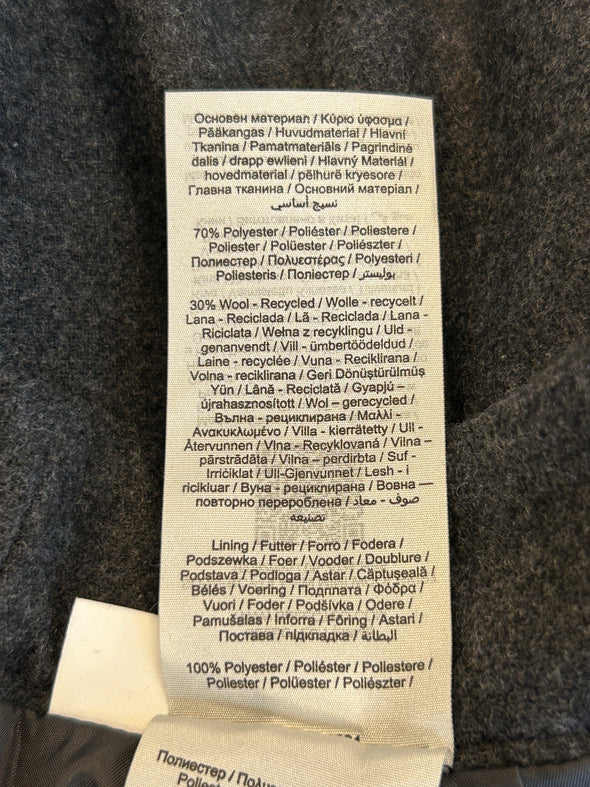 Основен материал / Κύριο ύφασμα /
Pääkangas / Huvudmaterial / Hlavní
Tkanina / Pamatmateriāls / Pagrindinė
dalis / drapp ewlieni / Hlavný Materiál /
hovedmaterial / pëlhurë kryesore /
Главна тканина / Основний матеріал /
نسيج أساسي
70% Polyester / Poliéster / Poliestere /
Poliester / Polüester / Poliészter /
Полиестер / Πολυεστέρας / Polyesteri /
Poliesteris / Поліестер / بوليستر
30% Wool - Recycled / Wolle - recycelt /
Lana - Reciclada / Lã - Reciclada / Lana -
Riciclata / Wełna z recyklingu / Uld -
genanvendt / Vill - ümbertöödeldud /
Laine - recyclée / Vuna - Reciklirana /
Volna - reciklirana / Geri Dönüştürülmüş
Yün / Lână - Reciclată / Gyapjú –
újrahasznosított / Wol – gerecycled /
Вълна - рециклирана / Μαλλί -
Ανακυκλωμένο / Villa - kierrätetty / Ull -
Återvunnen / Vlna - Recyklovaná / Vilna –
pārstrādāta / Vilna – perdirbta / Suf -
Irriċiklat / Ull-Gjenvunnet / Lesh - i
ricikluar / Вуна - рециклирана / Вовна —
повторно перероблена / صوف - معاد
تصنيعه
Lining / Futter / Forro / Fodera /
Podszewka / Foer / Vooder / Doublure /
Podstava / Podloga / Astar / Căptuşeală /
Bélés / Voering / Подплата / Φόδρα /
Vuori / Foder / Podšívka / Odere /
Pamušalas / Inforra / Fôring / Astari /
Постава / підкладка / البطانة
100% Polyester / Poliéster / Poliestere /
Poliester / Polüester / Poliészter /
Полиестер /